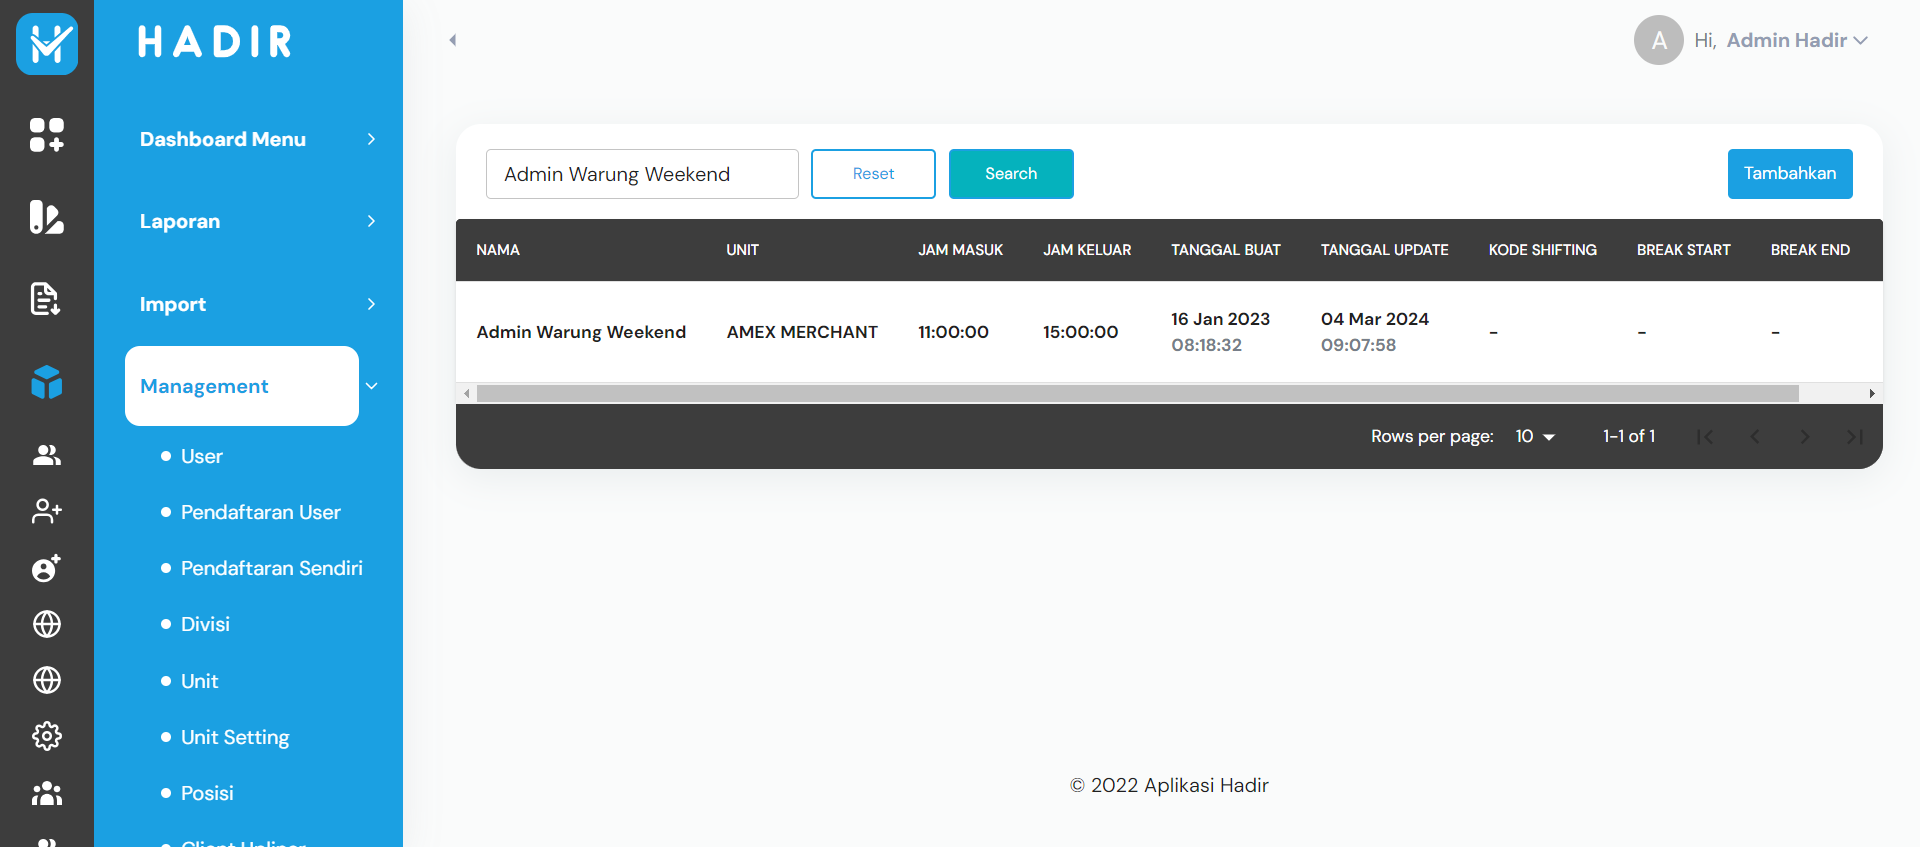 HADIR
Hi, Admin Hadir
A
Dashboard Menu
Laporan
Import
Management
User
Pendaftaran User
Pendaftaran Sendiri
Divisi
Unit
Unit Setting
Posisi
Admin Warung Weekend
Reset
Search
Tambahkan
NAMA UNIT JAM MASUK JAM KELUAR TANGGAL BUAT TANGGAL UPDATE KODE SHIFTING BREAK START BREAK END
Admin Warung Weekend AMEX MERCHANT 11:00:00 15:00:00 16 Jan 2023 04 Mar 2024 - - -
08:18:32 09:07:58
Rows per page: 10 1-1 of 1
© 2022 Aplikasi Hadir